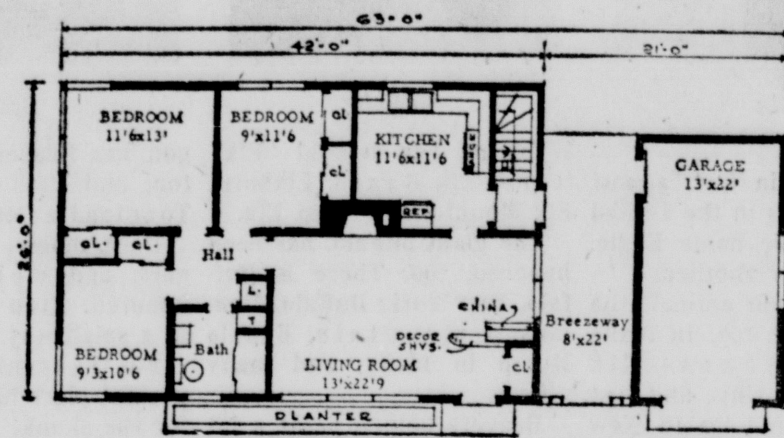 63'-0"
42'-0"
21'-0"
26'-0"
BEDROOM
11'6x13'
BEDROOM
9'x11'6
CL
CL
KITCHEN
11'6x11'6
REF
GARAGE
13'x22'
CL.
CL.
Hall
L.
T
BEDROOM
9'3x10'6
Bath
LIVING ROOM
13'x22'9
CHINA
DECOR
SHVS.
CL
Breezeway
8'x22'
PLANTER